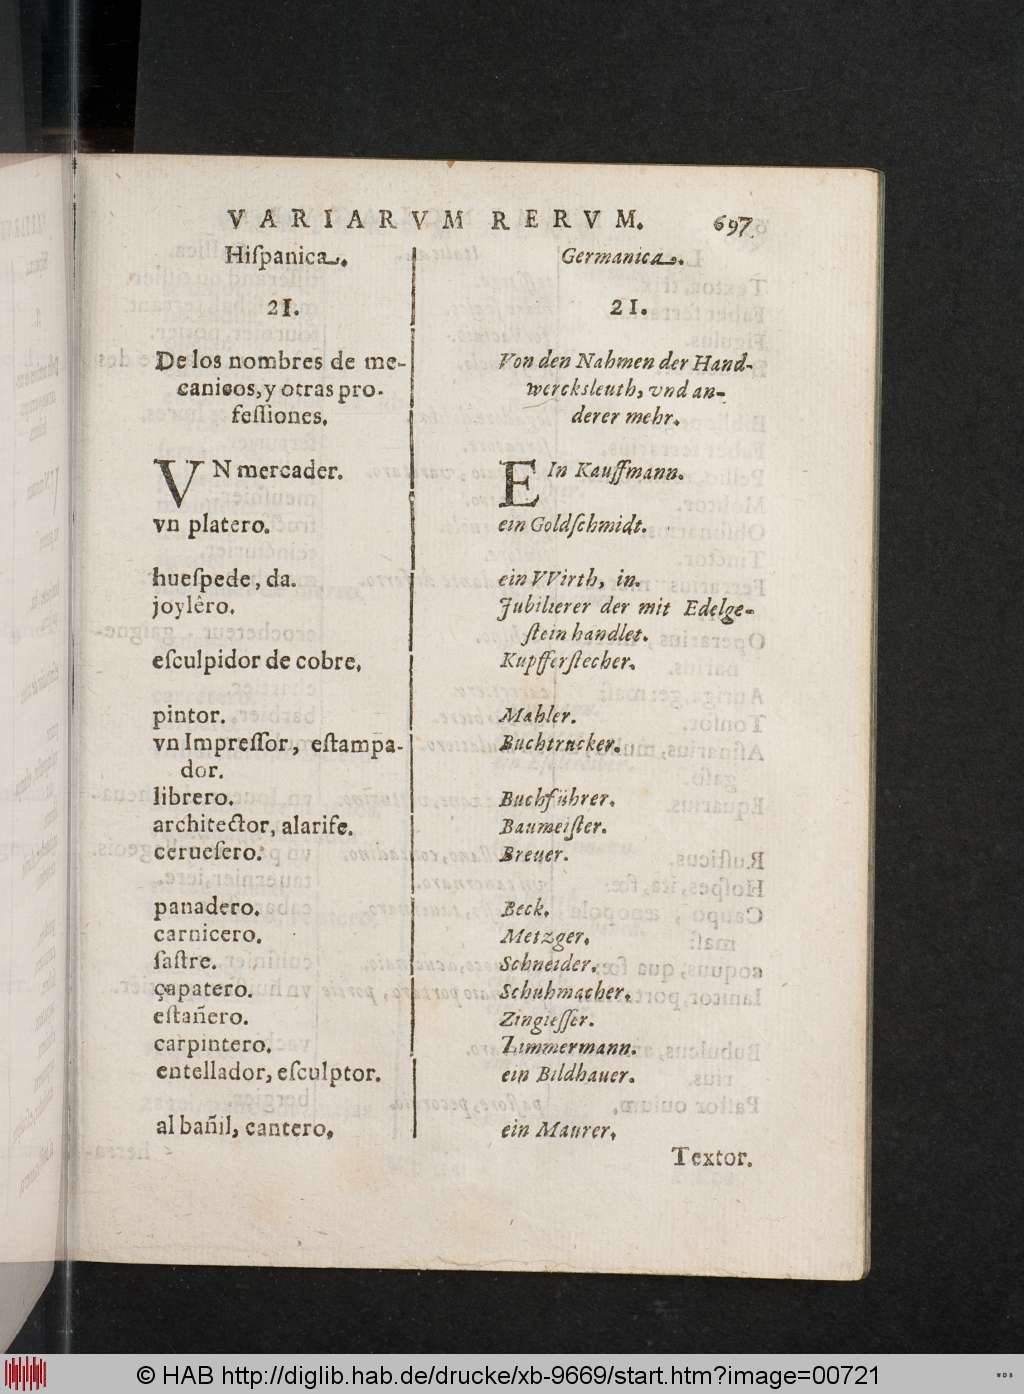 VARIARVM RERVM. 697
Hiſpanica.
21.
De los nombres de me-
canicos, y otras pro-
feſſiones.
VN mercader.
vn platero.
hueſpede, da.
joylêro.
eſculpidor de cobre.
pintor.
vn Impreſſor, eſtampa-
dor.
librero.
architector, alarife.
ceruefero.
panadero.
carnicero.
ſaſtre.
çapatero.
eſtañero.
carpintero.
entellador, eſculptor.
al bañil, cantero.
Germanica.
21.
Von den Nahmen der Hand-
wercksleuth, vnd an-
derer mehr.
EIn Kauffmann.
ein Goldſchmidt.
ein VVirth, in.
Jubilierer der mit Edelge-
ſtein handlet.
Kupfferſtecher.
Mahler.
Buchtrucker.
Buchführer.
Baumeiſter.
Breuer.
Beck.
Metzger.
Schneider.
Schuhmacher.
Zingieſſer.
Zimmermann.
ein Bildhauer.
ein Maurer.
Textor.
© HAB http://diglib.hab.de/drucke/xb-9669/start.htm?image=00721